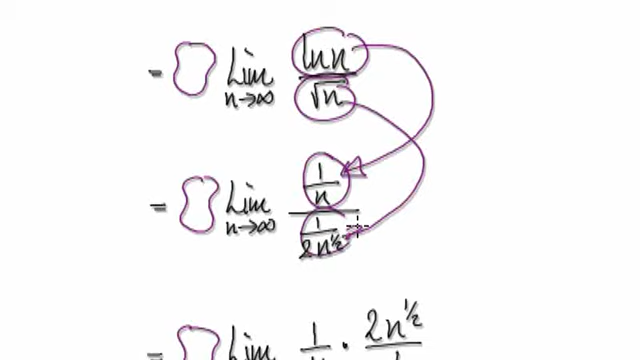 = Lim n→∞ ln n / √n
= Lim n→∞ (1/n) / (1/(2n^½))
= Lim 1/n · 2n^½/1